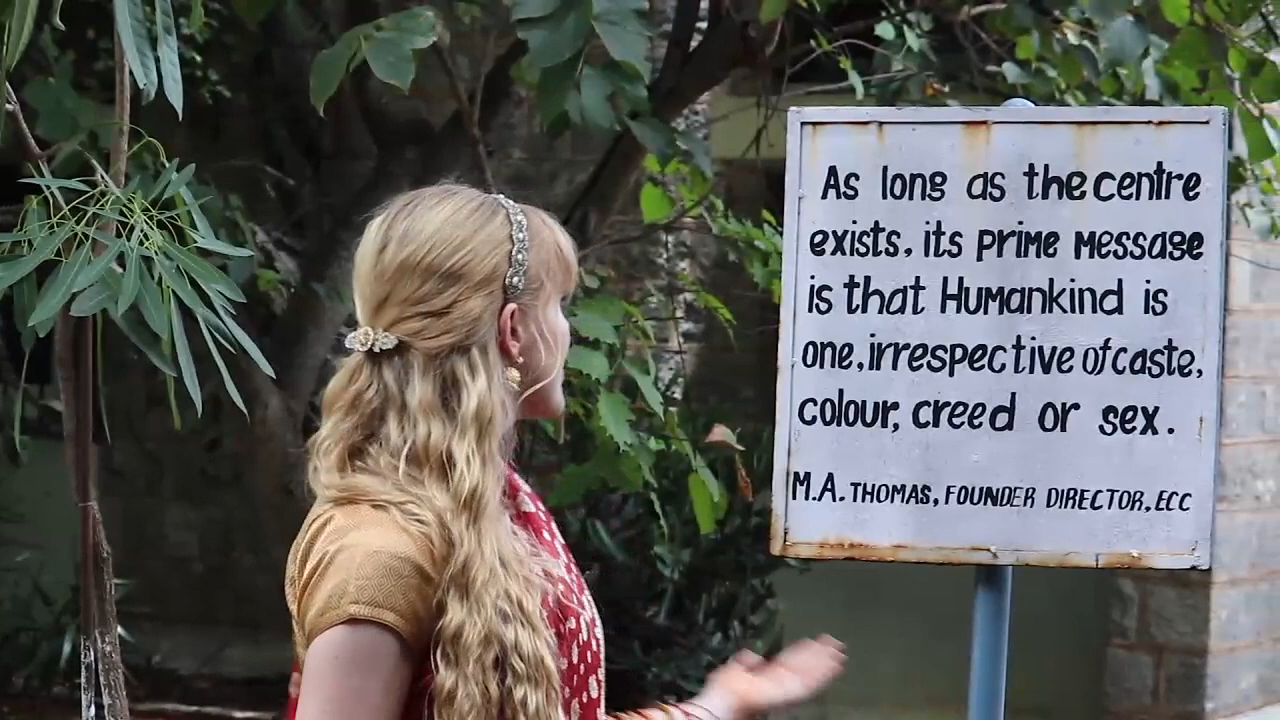 As long as the centre
exists, its prime message
is that Humankind is
one, irrespective of caste,
colour, creed or sex.
M.A. THOMAS, FOUNDER DIRECTOR, ECC